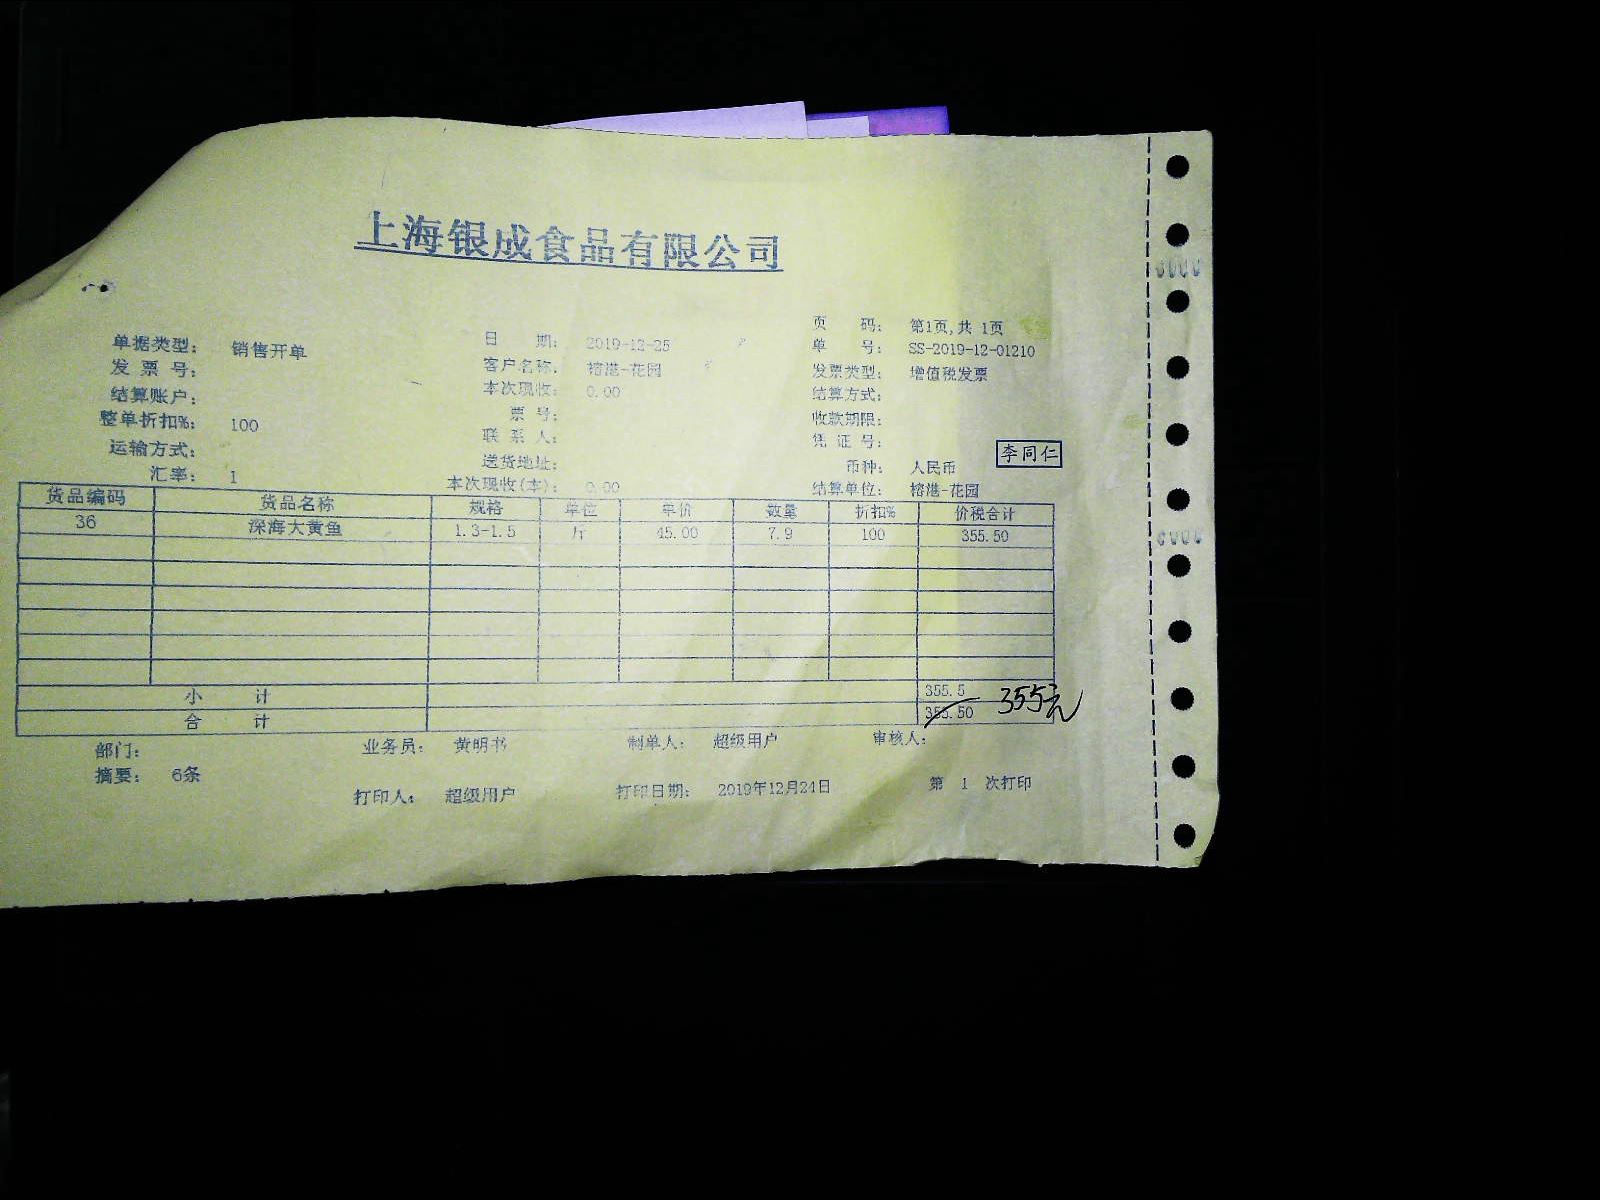 上海银成食品有限公司
页 码: 第1页,共 1页
单据类型: 销售开单 日 期: 2019-12-25 单 号: SS-2019-12-01210
发 票 号: 客户名称: 榕港-花园 发票类型: 增值税发票
结算账户: 本次现收: 0.00 结算方式:
整单折扣%: 100 票 号: 收款期限:
运输方式: 联 系 人: 凭 证 号: 李同仁
汇率: 1 送货地址: 币种: 人民币
本次现收(本): 0.00 结算单位: 榕港-花园
货品编码 货品名称 规格 单位 单价 数量 折扣% 价税合计
36 深海大黄鱼 1.3-1.5 斤 45.00 7.9 100 355.50
小 计 355.5
合 计 355.50 355元
部门: 业务员: 黄明书 制单人: 超级用户 审核人:
摘要: 6条
打印人: 超级用户 打印日期: 2019年12月24日 第 1 次打印